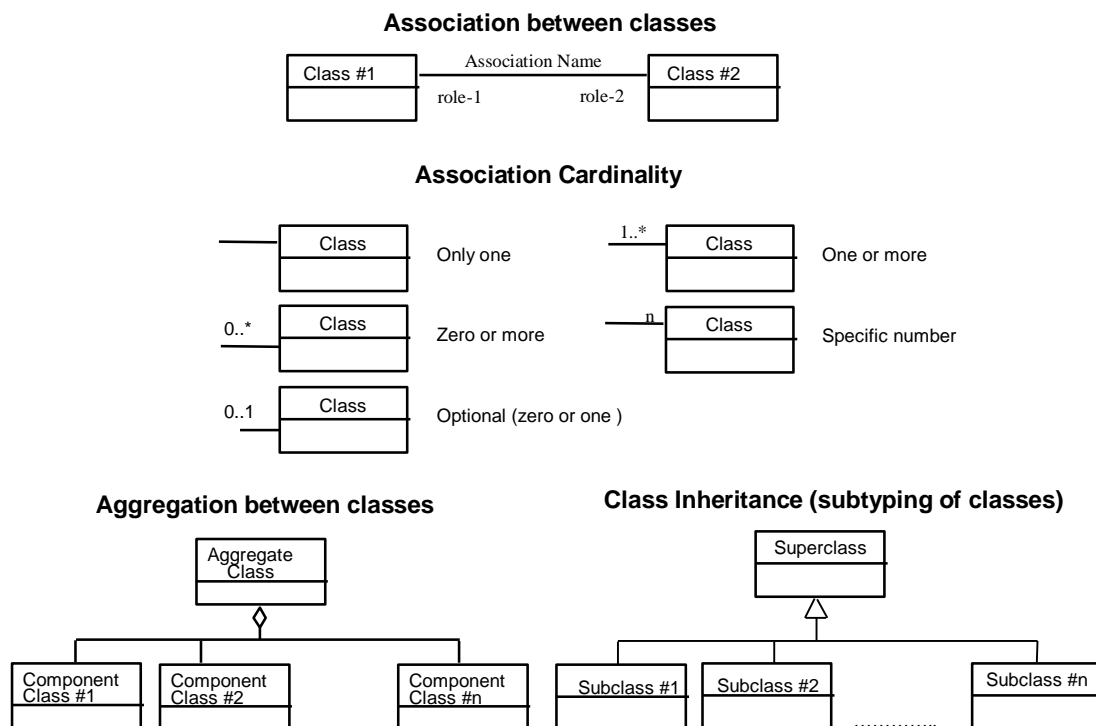 Association between classes
Class #1
Association Name
Class #2
role-1
role-2
Association Cardinality
Class
Only one
1..*
Class
One or more
0..*
Class
Zero or more
n
Class
Specific number
0..1
Class
Optional (zero or one )
Aggregation between classes
Class Inheritance (subtyping of classes)
Aggregate
Class
Superclass
Component
Class #1
Component
Class #2
Component
Class #n
Subclass #1
Subclass #2
Subclass #n
.............